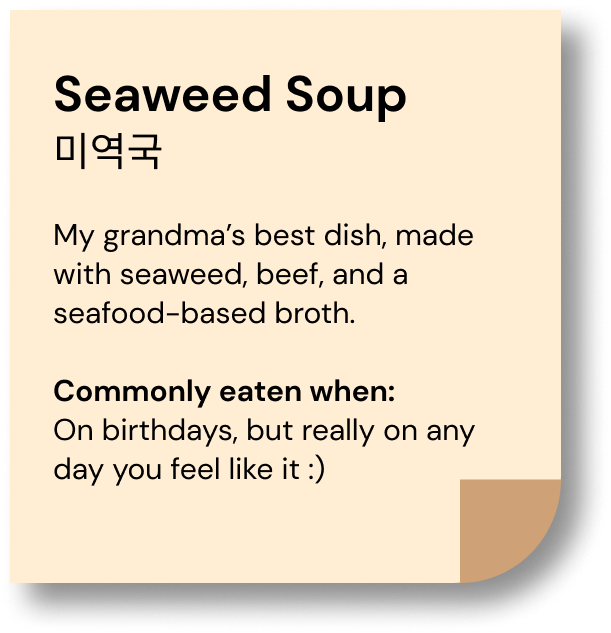 Seaweed Soup
미역국
My grandma’s best dish, made
with seaweed, beef, and a
seafood-based broth.
Commonly eaten when:
On birthdays, but really on any
day you feel like it :)